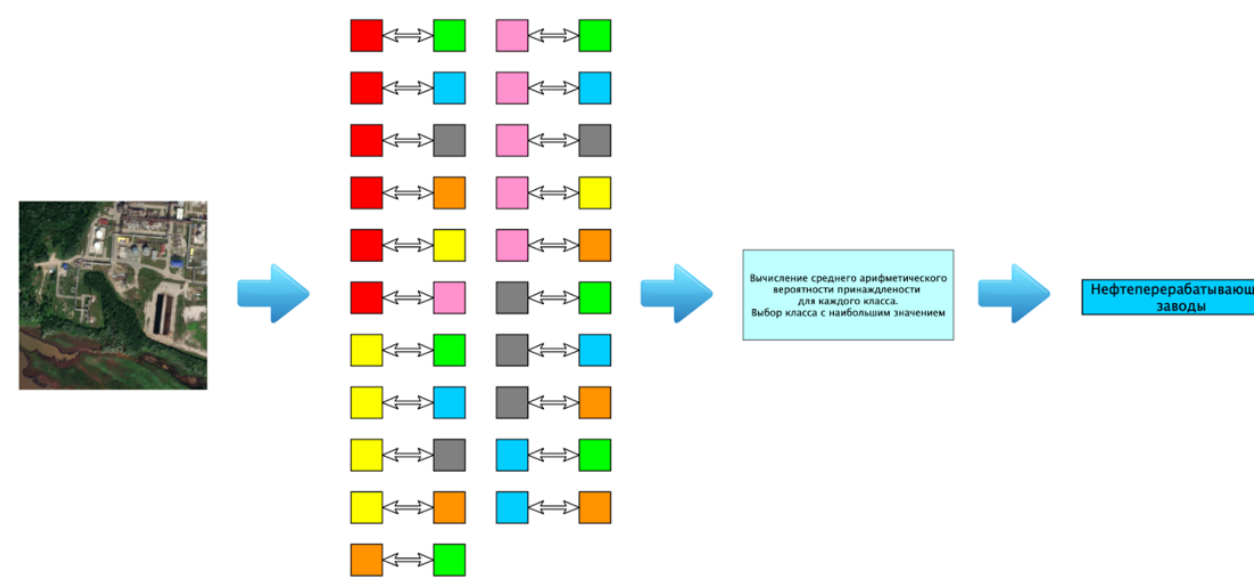 Вычисление среднего арифметического
вероятности принаждлености
для каждого класса.
Выбор класса с наибольшим значением
Нефтеперерабатывающ
заводы